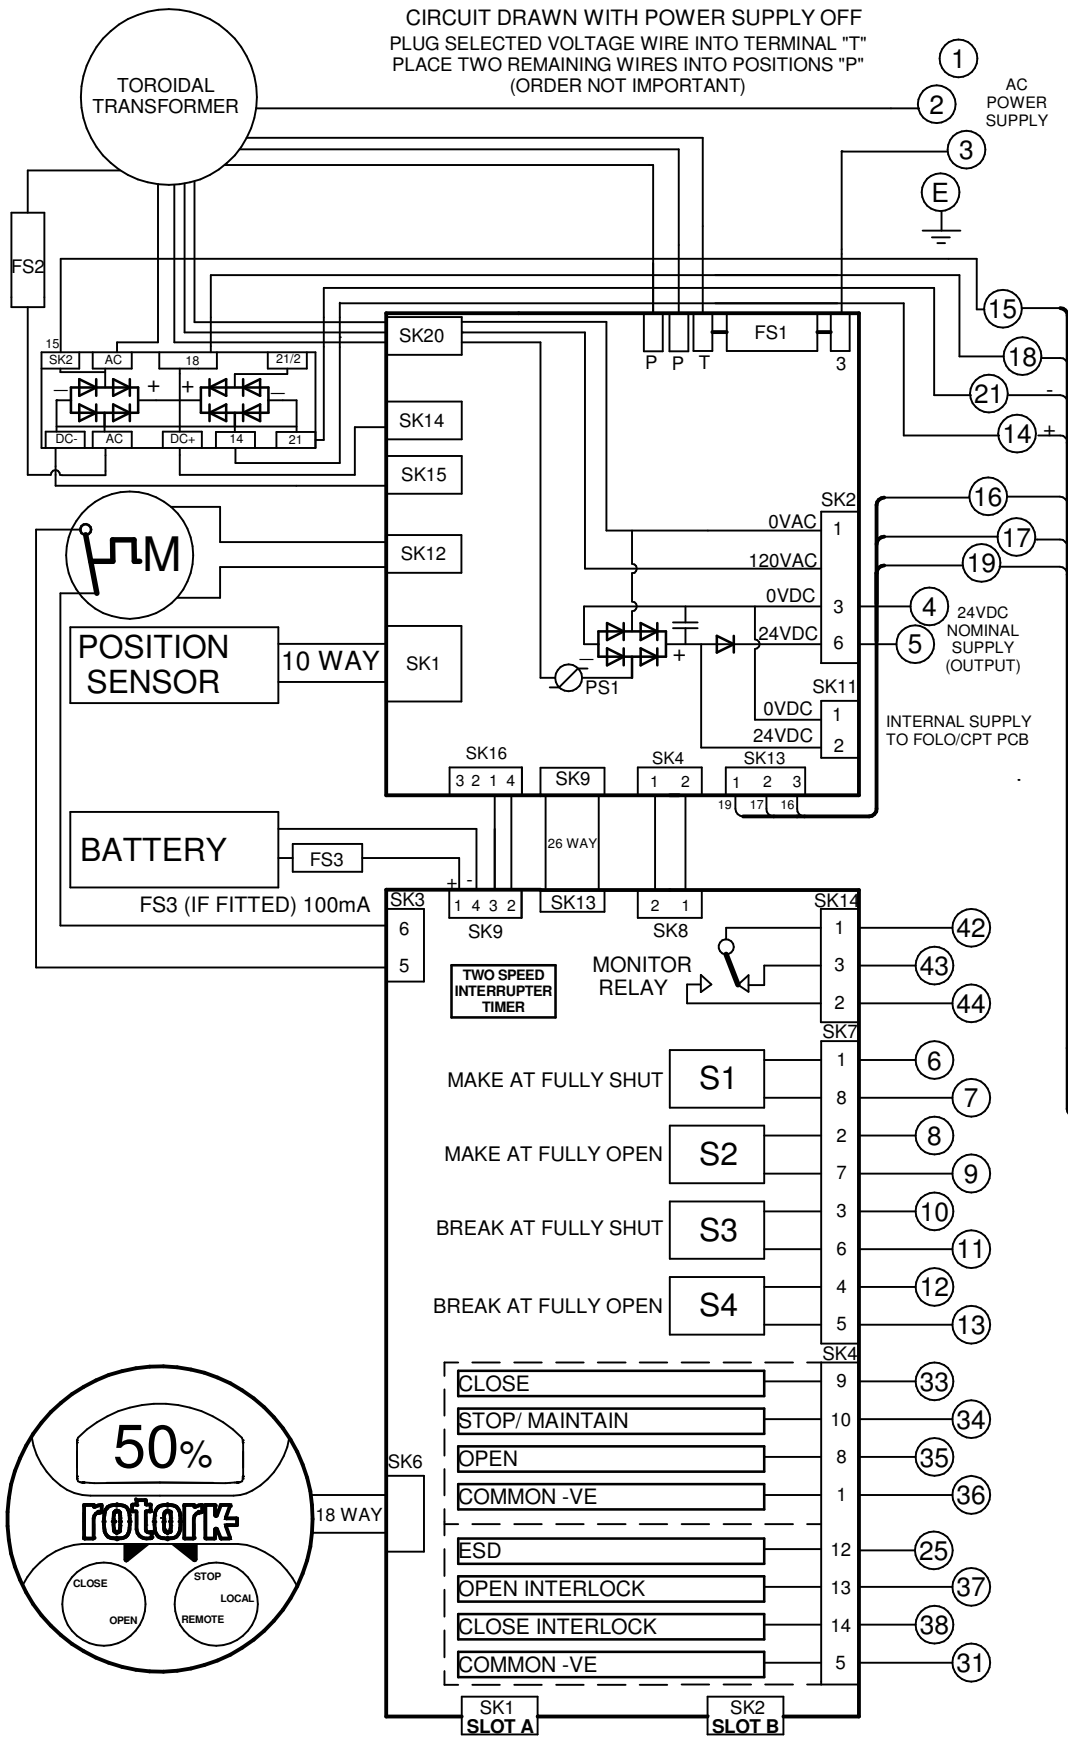 CIRCUIT DRAWN WITH POWER SUPPLY OFF
PLUG SELECTED VOLTAGE WIRE INTO TERMINAL "T"
PLACE TWO REMAINING WIRES INTO POSITIONS "P"
(ORDER NOT IMPORTANT)
TOROIDAL
TRANSFORMER
1
2
AC
POWER
SUPPLY
3
E
FS2
15
18
21
-
14
+
15
SK2
AC
18
21/2
—
+
+
—
DC-
AC
DC+
14
21
SK20
SK14
SK15
SK12
SK1
P
P
T
FS1
3
M
POSITION
SENSOR
10 WAY
SK2
0VAC
1
120VAC
0VDC
3
24VDC
6
—
+
PS1
SK11
0VDC
1
24VDC
2
16
17
19
4
5
24VDC
NOMINAL
SUPPLY
(OUTPUT)
INTERNAL SUPPLY
TO FOLO/CPT PCB
.
SK16
3 2 1 4
SK9
SK4
1 2
SK13
1 2 3
19 17 16
BATTERY
FS3
FS3 (IF FITTED) 100mA
26 WAY
+ -
SK3
6
5
1 4 3 2
SK9
SK13
2 1
SK8
TWO SPEED
INTERRUPTER
TIMER
MONITOR
RELAY
SK14
1
42
3
43
2
44
SK7
MAKE AT FULLY SHUT
S1
1
6
8
7
MAKE AT FULLY OPEN
S2
2
8
7
9
BREAK AT FULLY SHUT
S3
3
10
6
11
BREAK AT FULLY OPEN
S4
4
12
5
13
SK4
CLOSE
9
33
STOP/ MAINTAIN
10
34
OPEN
8
35
COMMON -VE
1
36
ESD
12
25
OPEN INTERLOCK
13
37
CLOSE INTERLOCK
14
38
COMMON -VE
5
31
50%
rotork
CLOSE
OPEN
STOP
LOCAL
REMOTE
18 WAY
SK6
SK1
SLOT A
SK2
SLOT B